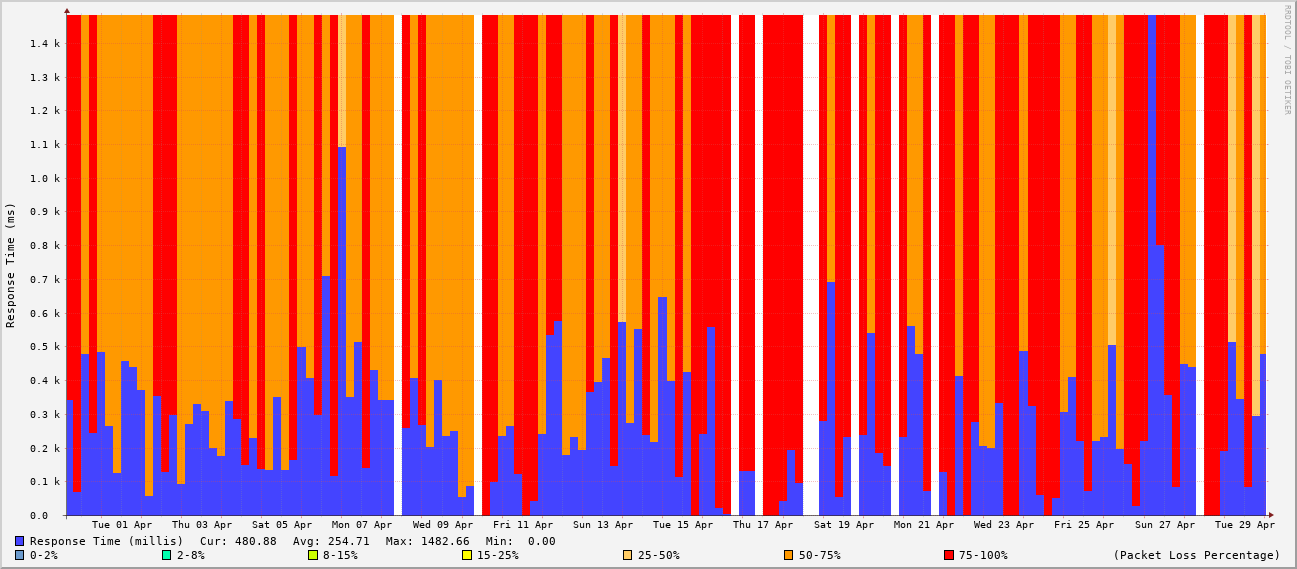 RRDTOOL / TOBI OETIKER
Response Time (ms)
1.4 k
1.3 k
1.2 k
1.1 k
1.0 k
0.9 k
0.8 k
0.7 k
0.6 k
0.5 k
0.4 k
0.3 k
0.2 k
0.1 k
0.0
Tue 01 Apr Thu 03 Apr Sat 05 Apr Mon 07 Apr Wed 09 Apr Fri 11 Apr Sun 13 Apr Tue 15 Apr Thu 17 Apr Sat 19 Apr Mon 21 Apr Wed 23 Apr Fri 25 Apr Sun 27 Apr Tue 29 Apr
Response Time (millis) Cur: 480.88 Avg: 254.71 Max: 1482.66 Min: 0.00
0-2% 2-8% 8-15% 15-25% 25-50% 50-75% 75-100% (Packet Loss Percentage)